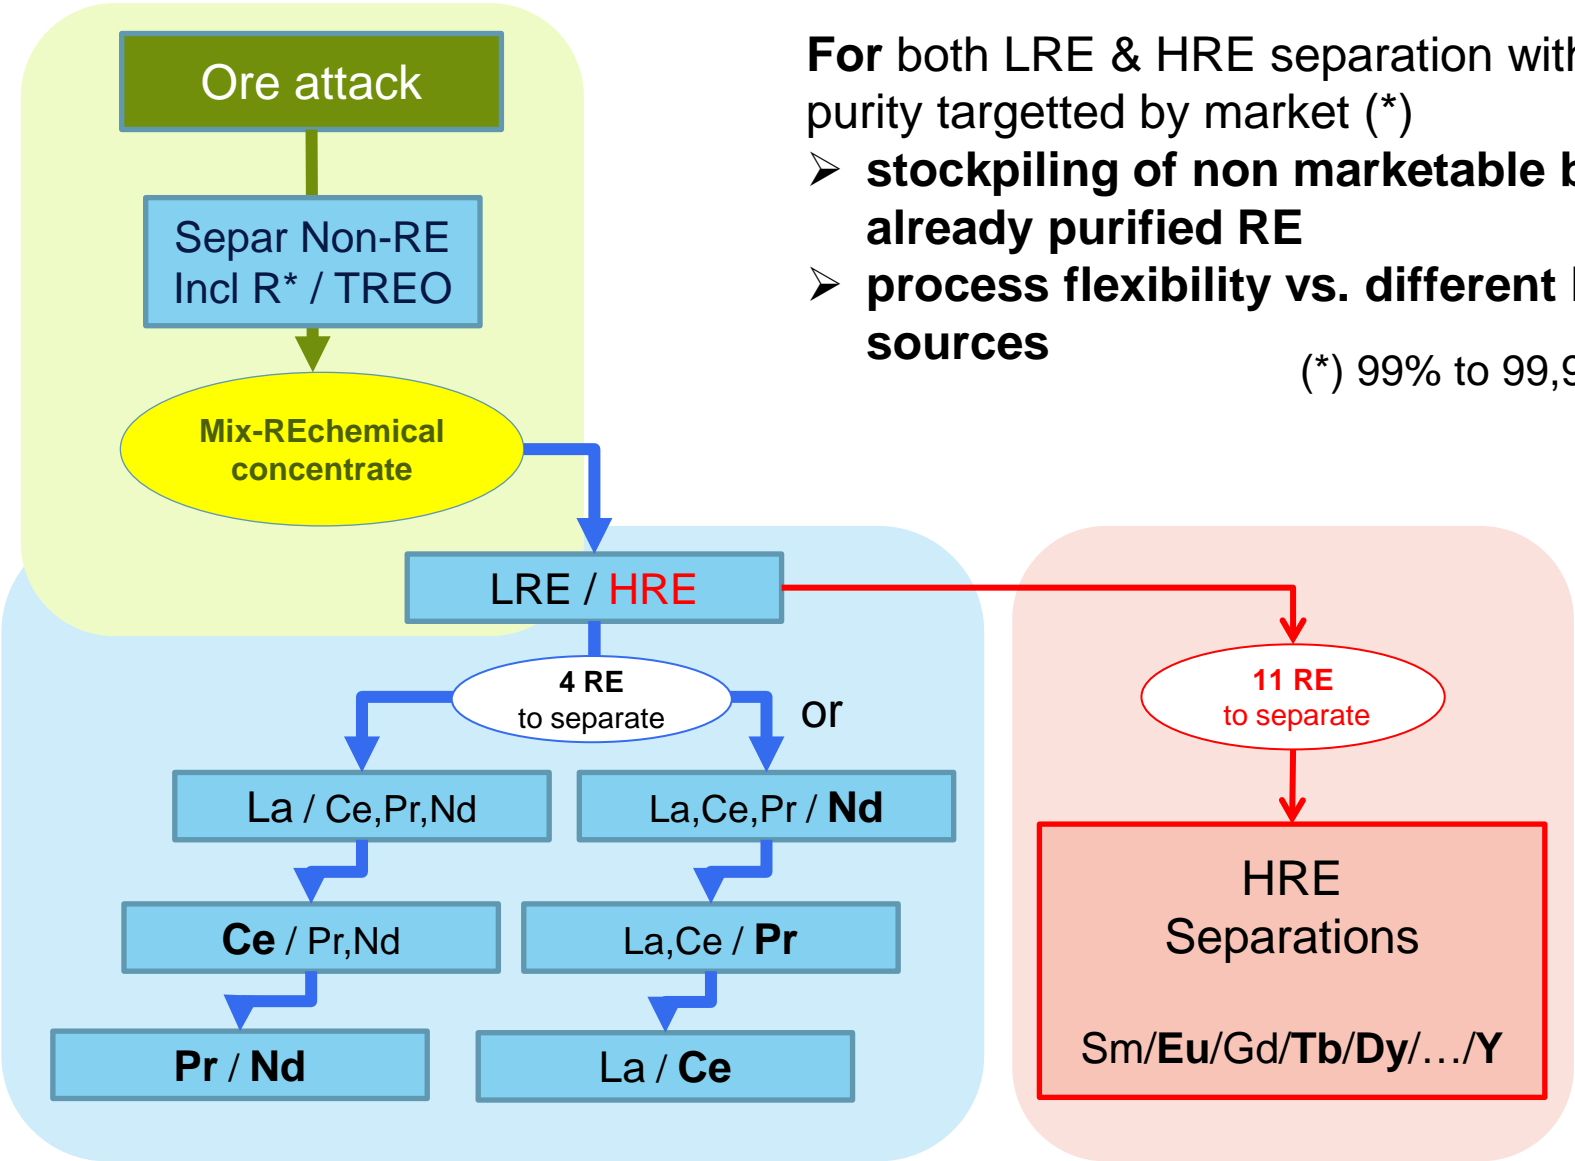 Ore attack
Separ Non-RE
Incl R* / TREO
Mix-REchemical
concentrate
For both LRE & HRE separation with
purity targetted by market (*)
➢ stockpiling of non marketable
already purified RE
➢ process flexibility vs. different
sources
(*) 99% to 99,9
LRE / HRE
4 RE
to separate
or
La / Ce,Pr,Nd
Ce / Pr,Nd
Pr / Nd
La,Ce,Pr / Nd
La,Ce / Pr
La / Ce
11 RE
to separate
HRE
Separations
Sm/Eu/Gd/Tb/Dy/…/Y